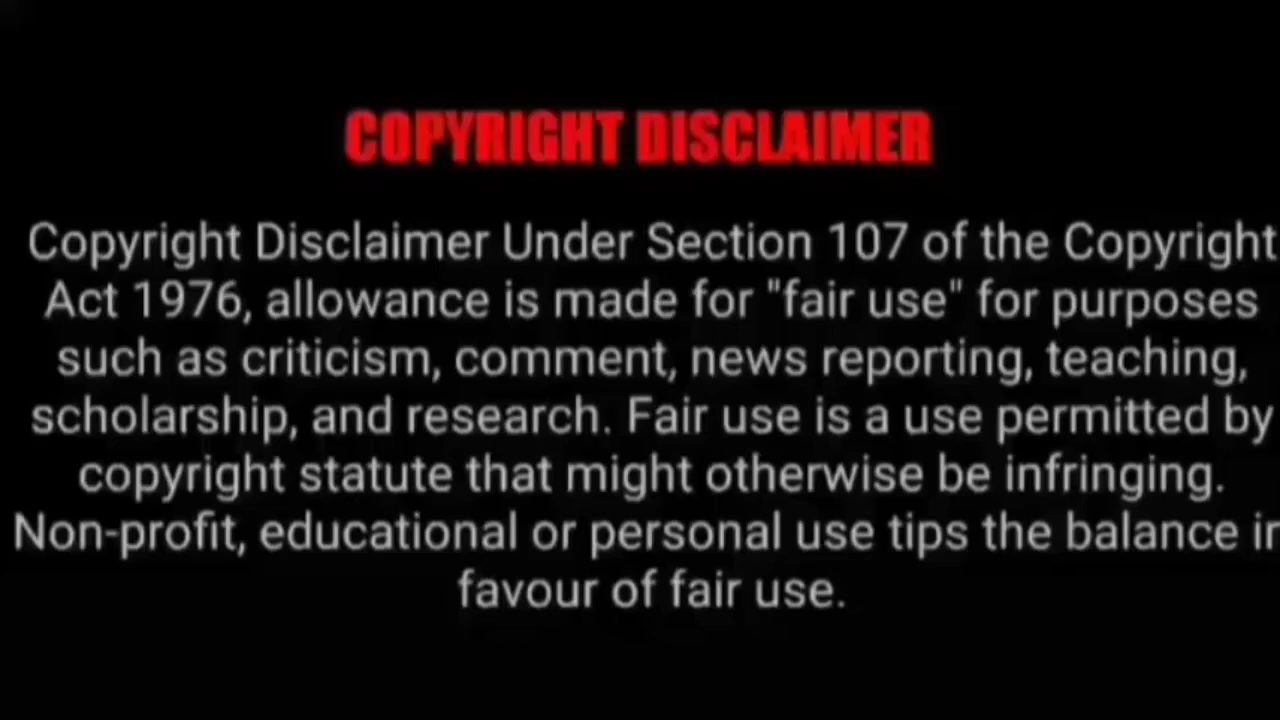 COPYRIGHT DISCLAIMER
Copyright Disclaimer Under Section 107 of the Copyright
Act 1976, allowance is made for "fair use" for purposes
such as criticism, comment, news reporting, teaching,
scholarship, and research. Fair use is a use permitted by
copyright statute that might otherwise be infringing.
Non-profit, educational or personal use tips the balance in
favour of fair use.